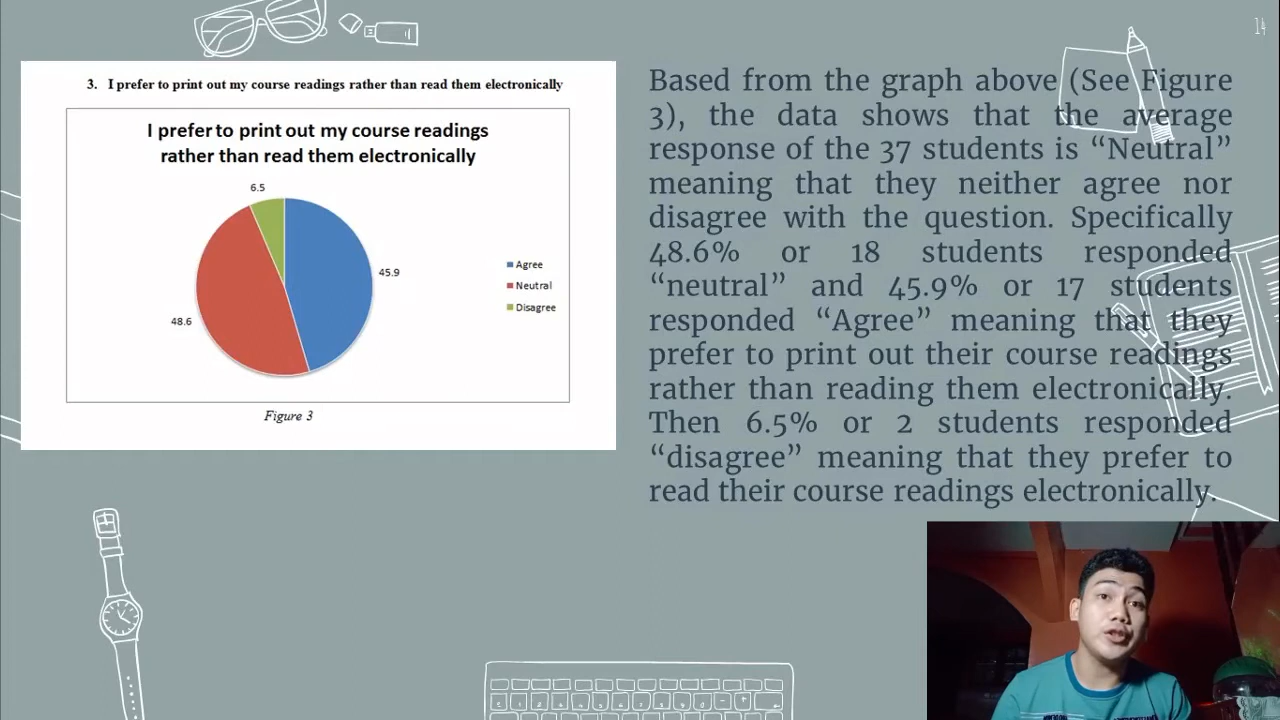 14
3. I prefer to print out my course readings rather than read them electronically
I prefer to print out my course readings
rather than read them electronically
6.5
45.9
48.6
Agree
Neutral
Disagree
Figure 3
Based from the graph above (See Figure
3), the data shows that the average
response of the 37 students is “Neutral”
meaning that they neither agree nor
disagree with the question. Specifically
48.6% or 18 students responded
“neutral” and 45.9% or 17 students
responded “Agree” meaning that they
prefer to print out their course readings
rather than reading them electronically.
Then 6.5% or 2 students responded
“disagree” meaning that they prefer to
read their course readings electronically.